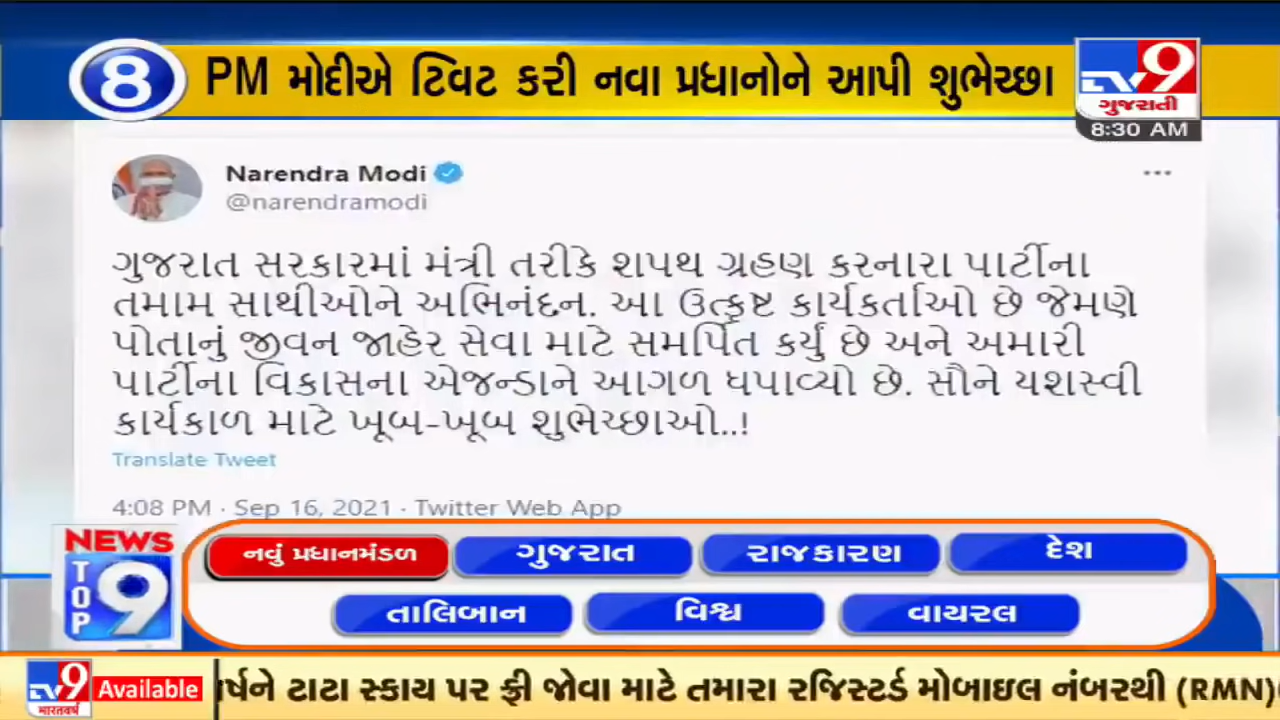 8 PM મોદીએ ટ્વિટ કરી નવા પ્રધાનોને આપી શુભેચ્છા
TV9
ગુજરાતી
8:30 AM
Narendra Modi
@narendramodi
ગુજરાત સરકારમાં મંત્રી તરીકે શપથ ગ્રહણ કરનારા પાર્ટીના
તમામ સાથીઓને અભિનંદન. આ ઉત્કૃષ્ટ કાર્યકર્તાઓ છે જેમણે
પોતાનું જીવન જાહેર સેવા માટે સમર્પિત કર્યું છે અને અમારી
પાર્ટીના વિકાસના એજન્ડાને આગળ ધપાવ્યો છે. સૌને યશસ્વી
કાર્યકાળ માટે ખૂબ-ખૂબ શુભેચ્છાઓ..!
Translate Tweet
4:08 PM · Sep 16, 2021 · Twitter Web App
NEWS
TOP 9
નવું પ્રધાનમંડળ ગુજરાત રાજકારણ દેશ
તાલિબાન વિશ્વ વાયરલ
TV9 Available
भारतवर्ष
ર્ષને ટાટા સ્કાય પર ફ્રી જોવા માટે તમારા રજિસ્ટર્ડ મોબાઇલ નંબરથી (RMN)